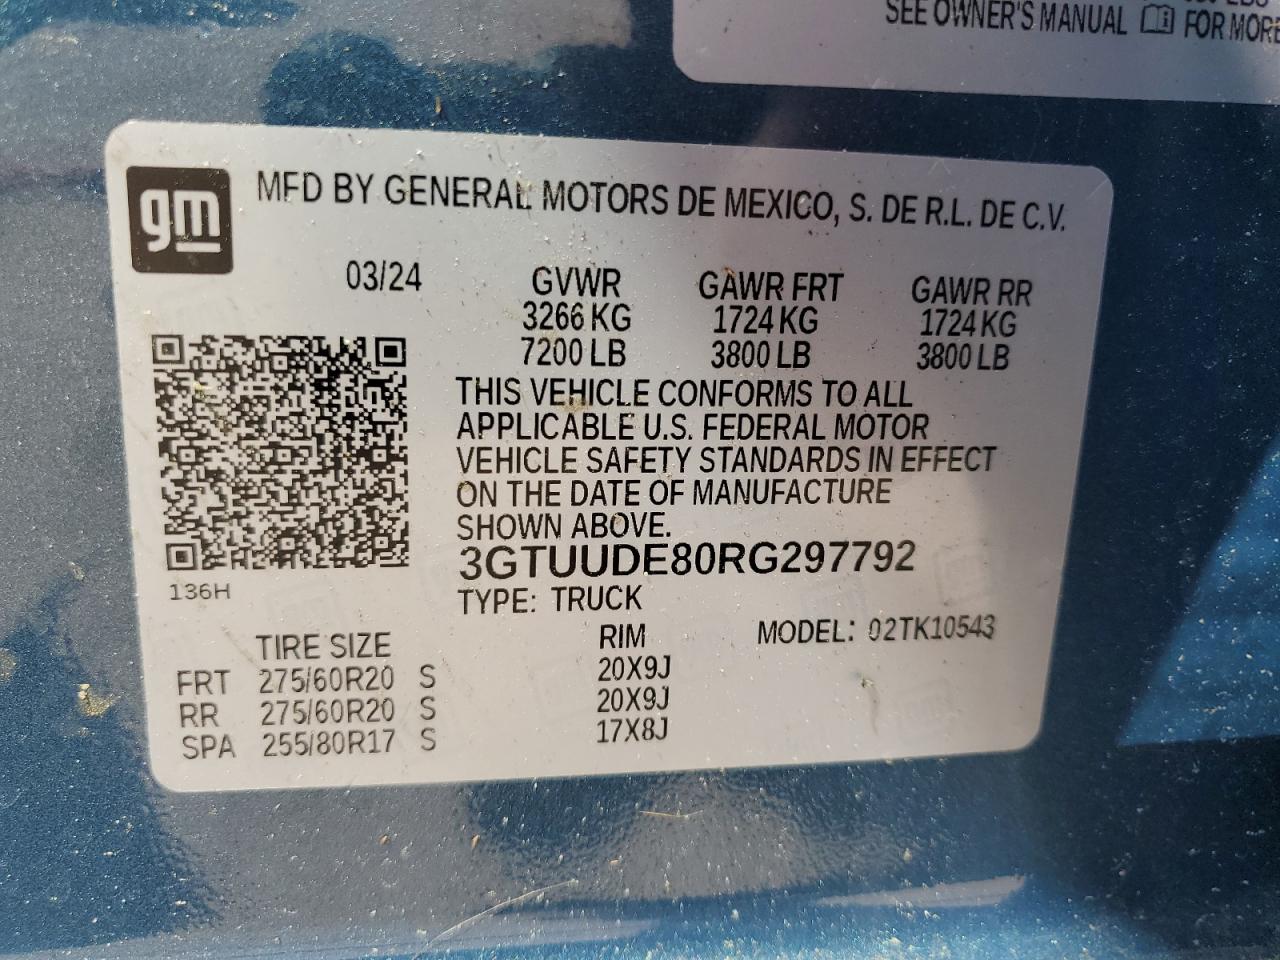 SEE OWNER'S MANUAL FOR MORE
gm
MFD BY GENERAL MOTORS DE MEXICO, S. DE R.L. DE C.V.
03/24 GVWR GAWR FRT GAWR RR
3266 KG 1724 KG 1724 KG
7200 LB 3800 LB 3800 LB
THIS VEHICLE CONFORMS TO ALL
APPLICABLE U.S. FEDERAL MOTOR
VEHICLE SAFETY STANDARDS IN EFFECT
ON THE DATE OF MANUFACTURE
SHOWN ABOVE.
3GTUUDE80RG297792
136H
TYPE: TRUCK
TIRE SIZE RIM MODEL: 02TK10543
FRT 275/60R20 S 20X9J
RR 275/60R20 S 20X9J
SPA 255/80R17 S 17X8J